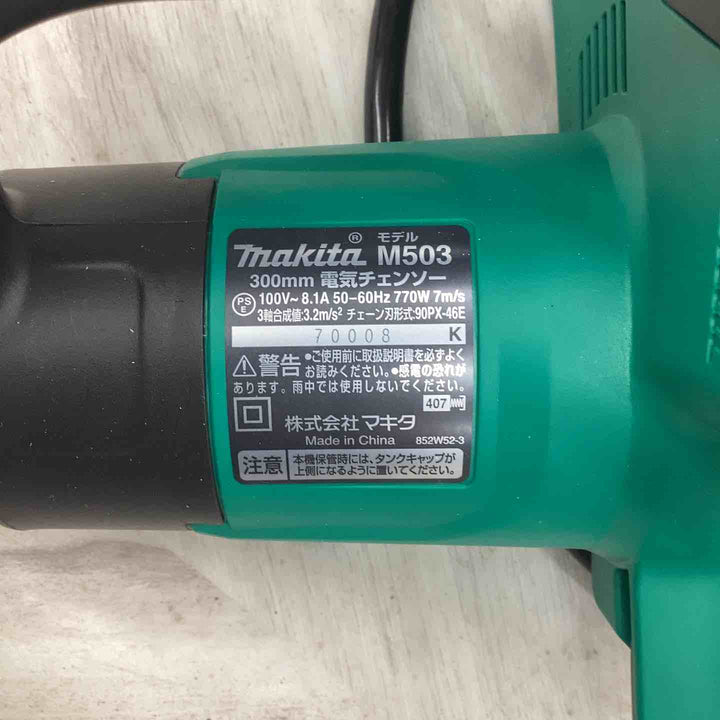 モデル
makita® M503
300mm 電気チェンソー
PSE 100V~ 8.1A 50-60Hz 770W 7m/s
3軸合成値:3.2m/s² チェーン刃形式:90PX-46E
70008 K
警告 •ご使用前に取扱説明書を必ずよく
お読みください。•感電の恐れが
あります。雨中では使用しないでください。
407
株式会社マキタ
Made in China 852W52-3
注意 本機保管時には、タンクキャップが
上側になるように置いてください。